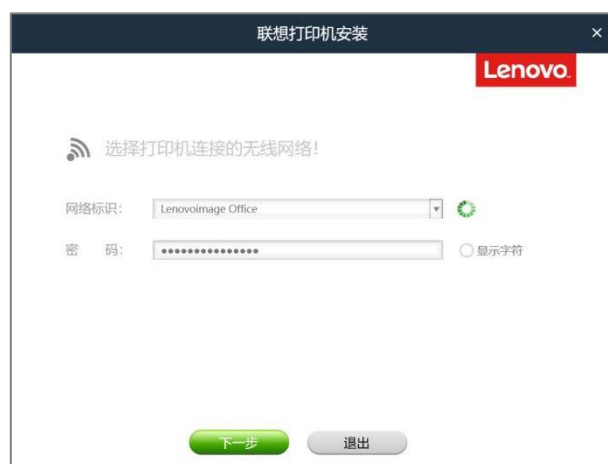 联想打印机安装
Lenovo
选择打印机连接的无线网络！
网络标识： Lenovoimage Office
密 码： ●●●●●●●●●●●●●●● 显示字符
下一步 退出